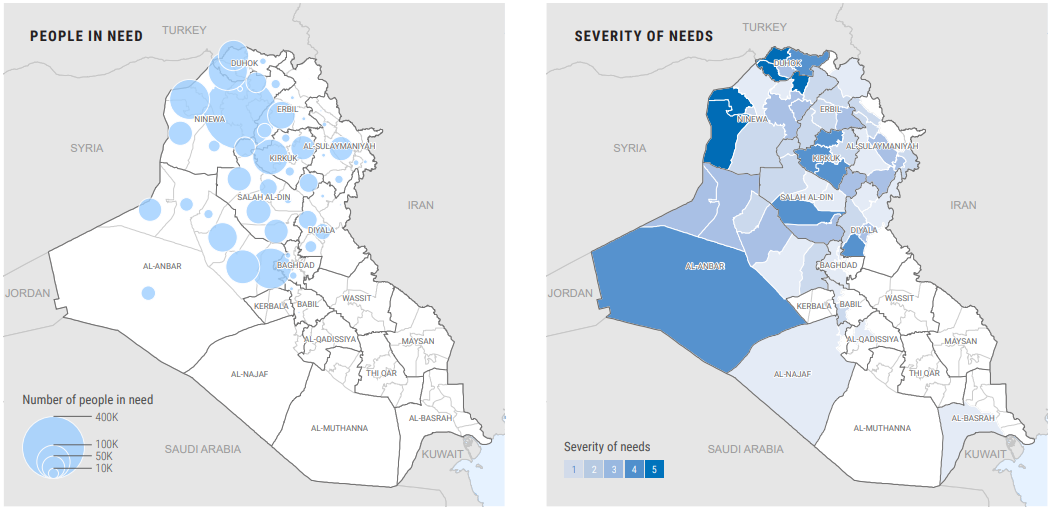 PEOPLE IN NEED
TURKEY
DUHOK
NINEWA
ERBIL
SYRIA
KIRKUK
AL-SULAYMANIYAH
SALAH AL-DIN
IRAN
DIYALA
AL-ANBAR
BAGHDAD
JORDAN
KERBALA
BABIL
WASSIT
AL-QADISSIYA
MAYSAN
AL-NAJAF
THI QAR
Number of people in need
400K
100K
50K
10K
AL-BASRAH
AL-MUTHANNA
SAUDI ARABIA
KUWAIT
SEVERITY OF NEEDS
TURKEY
DUHOK
NINEWA
ERBIL
SYRIA
KIRKUK
AL-SULAYMANIYAH
SALAH AL-DIN
IRAN
DIYALA
AL-ANBAR
BAGHDAD
JORDAN
KERBALA
BABIL
WASSIT
AL-QADISSIYA
MAYSAN
AL-NAJAF
THI QAR
AL-BASRAH
AL-MUTHANNA
SAUDI ARABIA
KUWAIT
Severity of needs
1 2 3 4 5